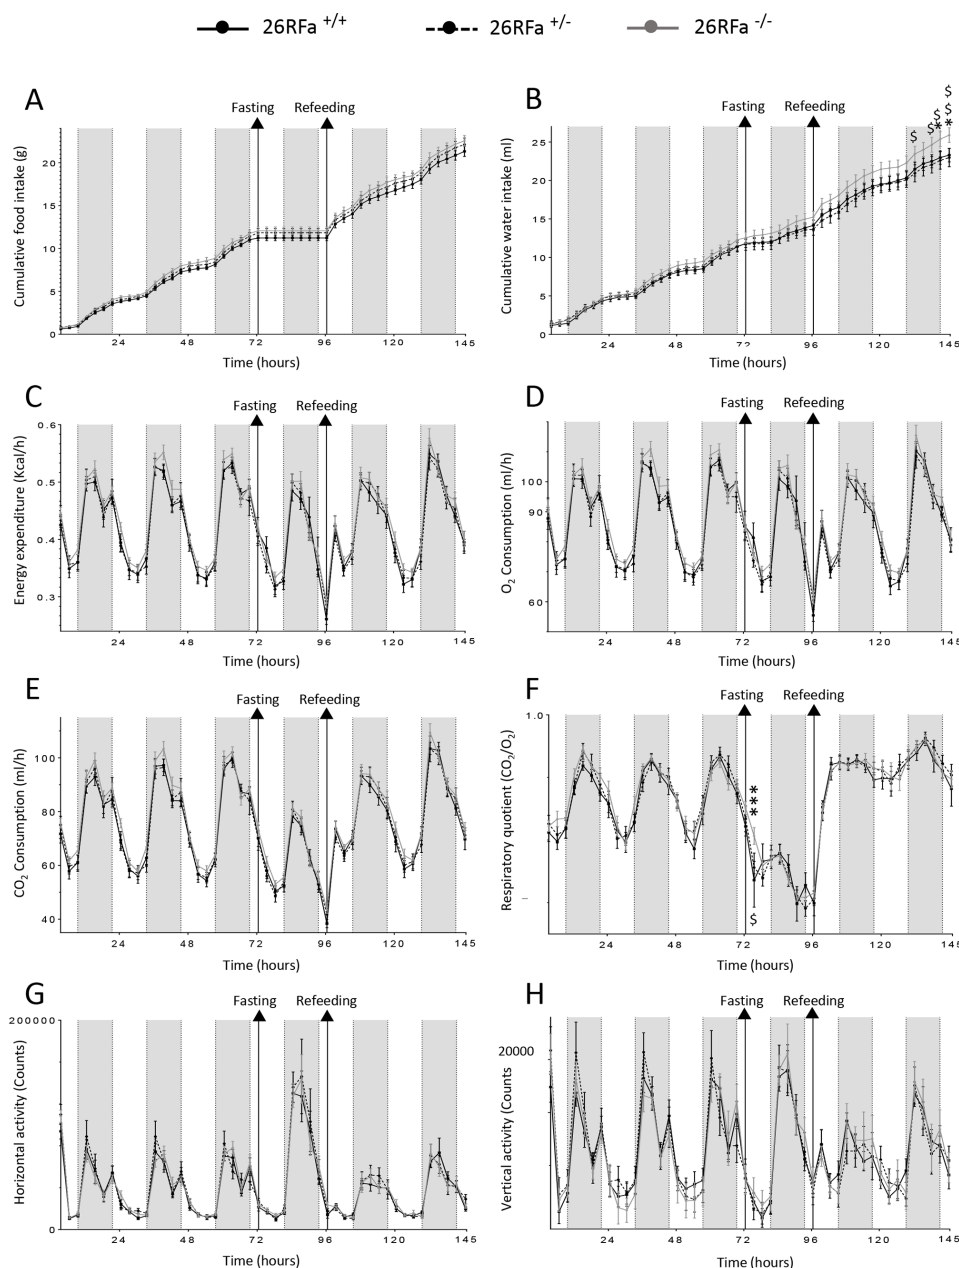 26RFa +/+ 26RFa +/- 26RFa -/-
A
Fasting Refeeding
Cumulative food intake (g)
20
15
10
5
0
24 48 72 96 120 145
Time (hours)
B
Fasting Refeeding
$
$ $
$ * *
Cumulative water intake (ml)
25
20
15
10
5
0
24 48 72 96 120 145
Time (hours)
C
Fasting Refeeding
Energy expenditure (Kcal/h)
0.6
0.5
0.4
0.3
24 48 72 96 120 145
Time (hours)
D
Fasting Refeeding
O2 Consumption (ml/h)
100
90
60
24 48 72 96 120 145
Time (hours)
E
Fasting Refeeding
CO2 Consumption (ml/h)
100
80
60
40
24 48 72 96 120 145
Time (hours)
F
Fasting Refeeding
Respiratory quotient (CO2/O2)
1.0
***
$
24 48 72 96 120 145
Time (hours)
G
Fasting Refeeding
Horizontal activity (Counts)
200000
0
24 48 72 96 120 145
Time (hours)
H
Fasting Refeeding
Vertical activity (Counts
20000
0
24 48 72 96 120 145
Time (hours)